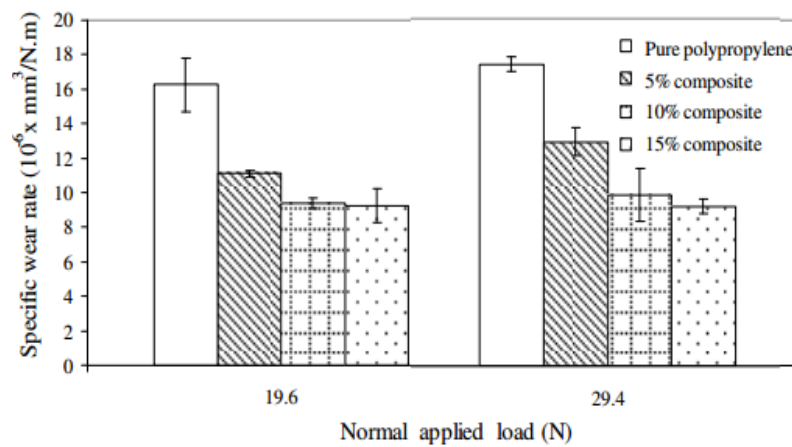 Specific wear rate (10⁻⁶ x mm³/N.m)
20
18
16
14
12
10
8
6
4
2
0
Pure polypropylene
5% composite
10% composite
15% composite
19.6
29.4
Normal applied load (N)